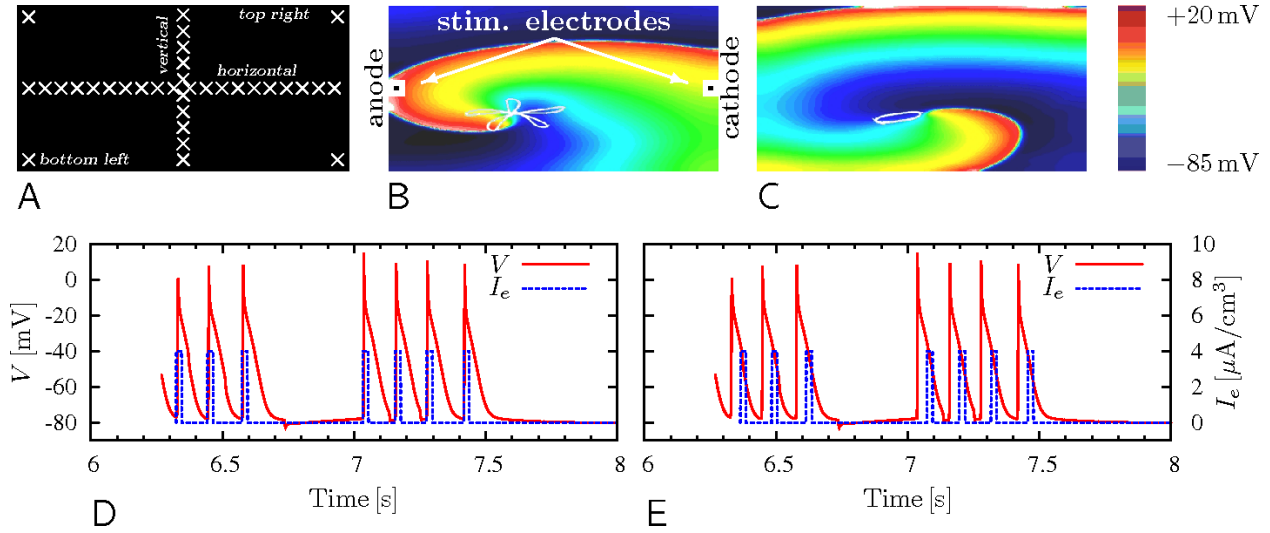 top right
vertical
horizontal
bottom left
A
stim. electrodes
anode
cathode
B
C
+20 mV
−85 mV
V [mV]
20
0
-20
-40
-60
-80
V
I_e
6
6.5
7
7.5
8
Time [s]
D
V
I_e
6
6.5
7
7.5
8
Time [s]
E
10
8
6
4
2
0
I_e [μA/cm³]